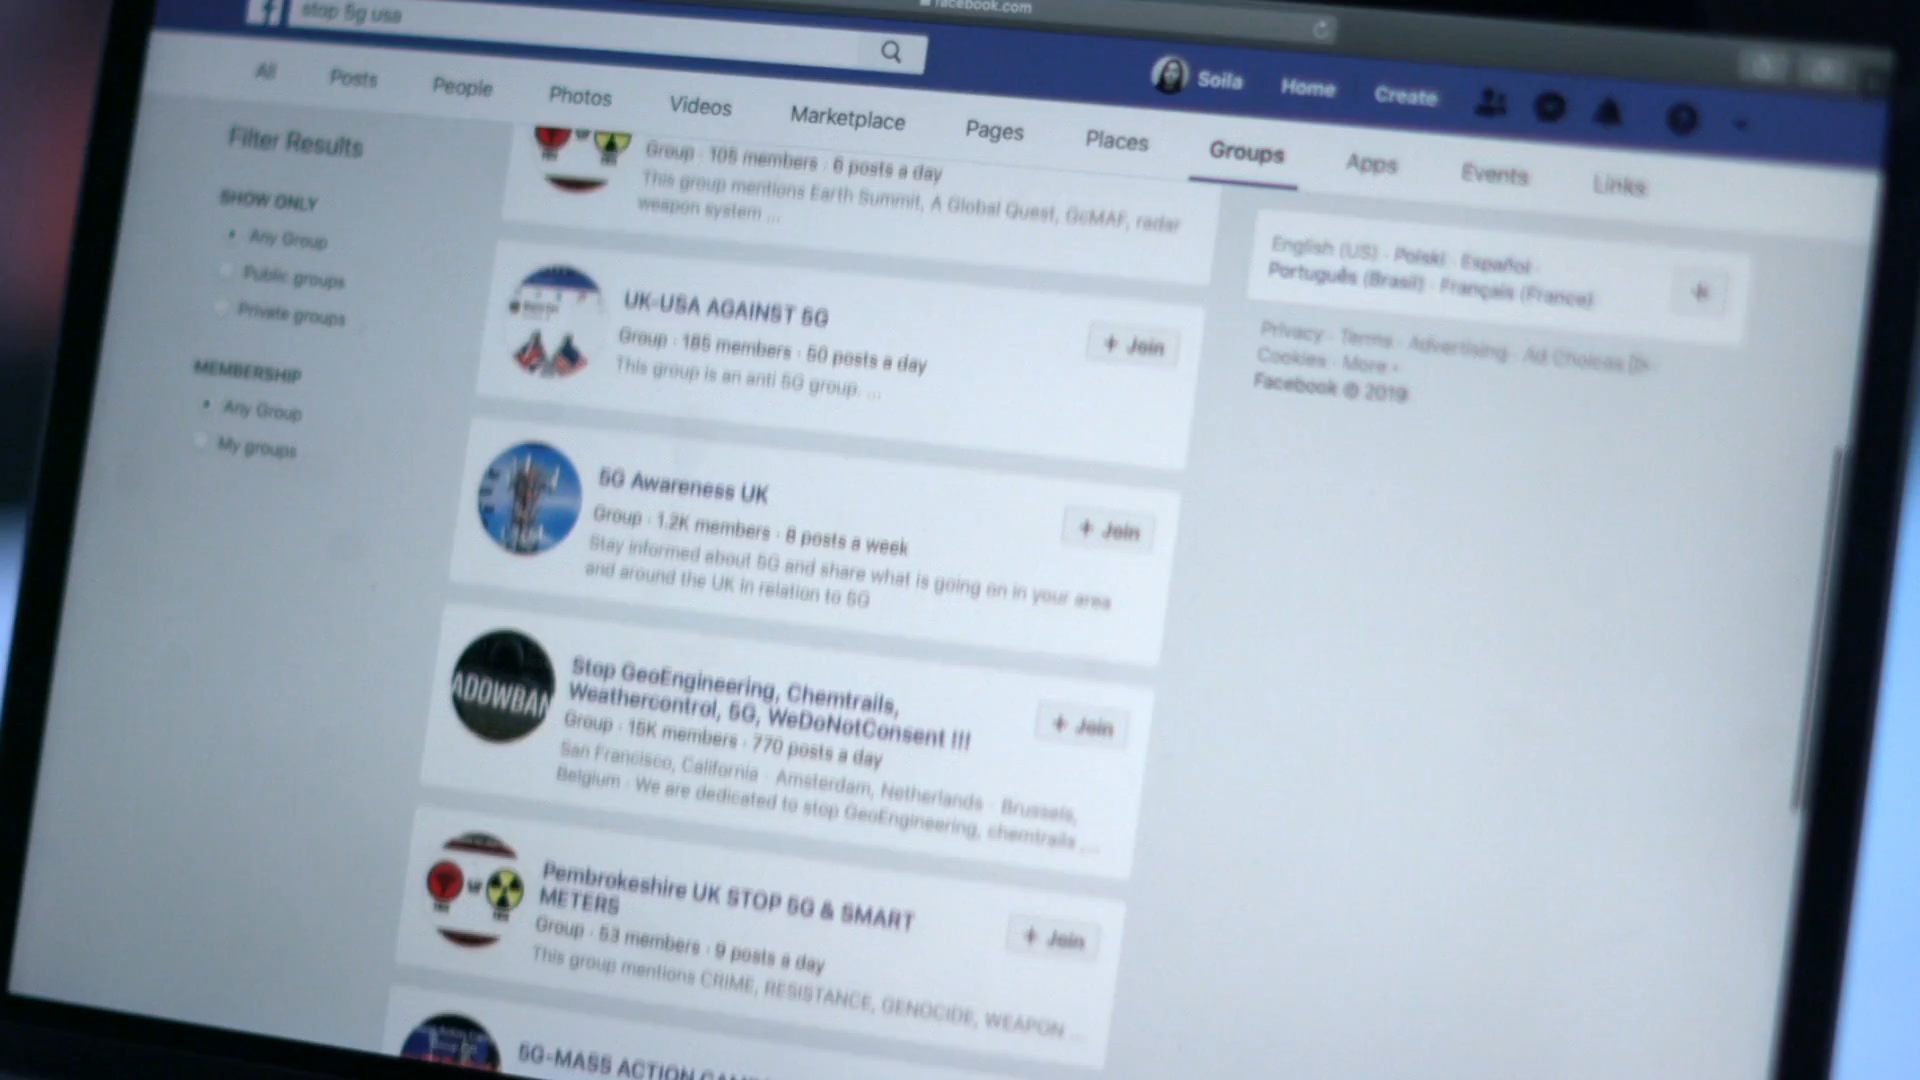 facebook.com
stop 5g usa
Soila
Home
Create
All
Posts
People
Photos
Videos
Marketplace
Pages
Places
Groups
Apps
Events
Links
Filter Results
SHOW ONLY
Any Group
Public groups
Private groups
MEMBERSHIP
Any Group
My groups
Group · 105 members · 6 posts a day
This group mentions Earth Summit, A Global Quest, GcMAF, radar
weapon system ...
UK-USA AGAINST 5G
Group · 185 members · 50 posts a day
This group is an anti 5G group. ...
+ Join
5G Awareness UK
Group · 1.2K members · 8 posts a week
Stay informed about 5G and share what is going on in your area
and around the UK in relation to 5G
+ Join
ADOWBAN
Stop GeoEngineering, Chemtrails,
Weathercontrol, 5G, WeDoNotConsent !!!
Group · 15K members · 770 posts a day
San Francisco, California · Amsterdam, Netherlands · Brussels,
Belgium · We are dedicated to stop GeoEngineering, chemtrails ...
+ Join
Pembrokeshire UK STOP 5G & SMART
METERS
Group · 53 members · 9 posts a day
This group mentions CRIME, RESISTANCE, GENOCIDE, WEAPON ...
+ Join
5G-MASS ACTION
English (US) · Polski · Español ·
Português (Brasil) · Français (France)
+
Privacy · Terms · Advertising · Ad Choices
Cookies · More
Facebook © 2019